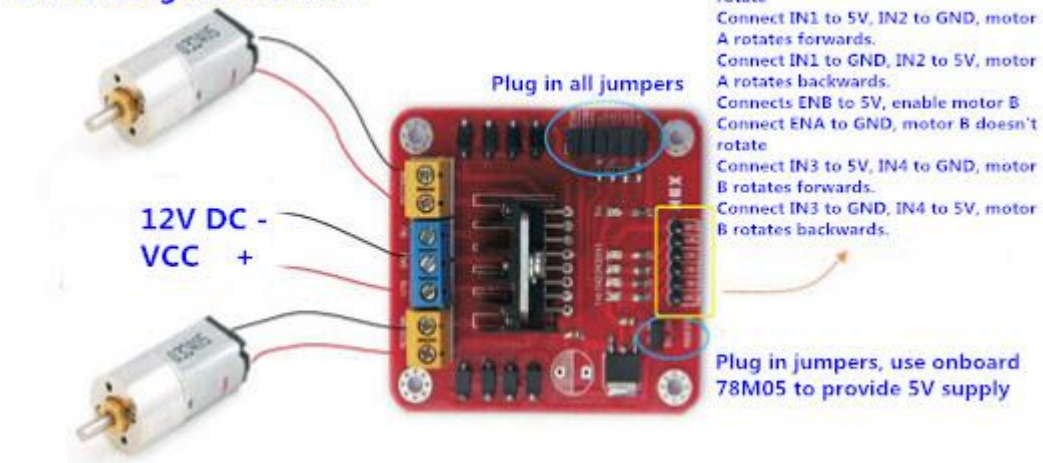 Plug in all jumpers
12V DC -
VCC +
rotate
Connect IN1 to 5V, IN2 to GND, motor
A rotates forwards.
Connect IN1 to GND, IN2 to 5V, motor
A rotates backwards.
Connects ENB to 5V, enable motor B
Connect ENA to GND, motor B doesn't
rotate
Connect IN3 to 5V, IN4 to GND, motor
B rotates forwards.
Connect IN3 to GND, IN4 to 5V, motor
B rotates backwards.
Plug in jumpers, use onboard
78M05 to provide 5V supply